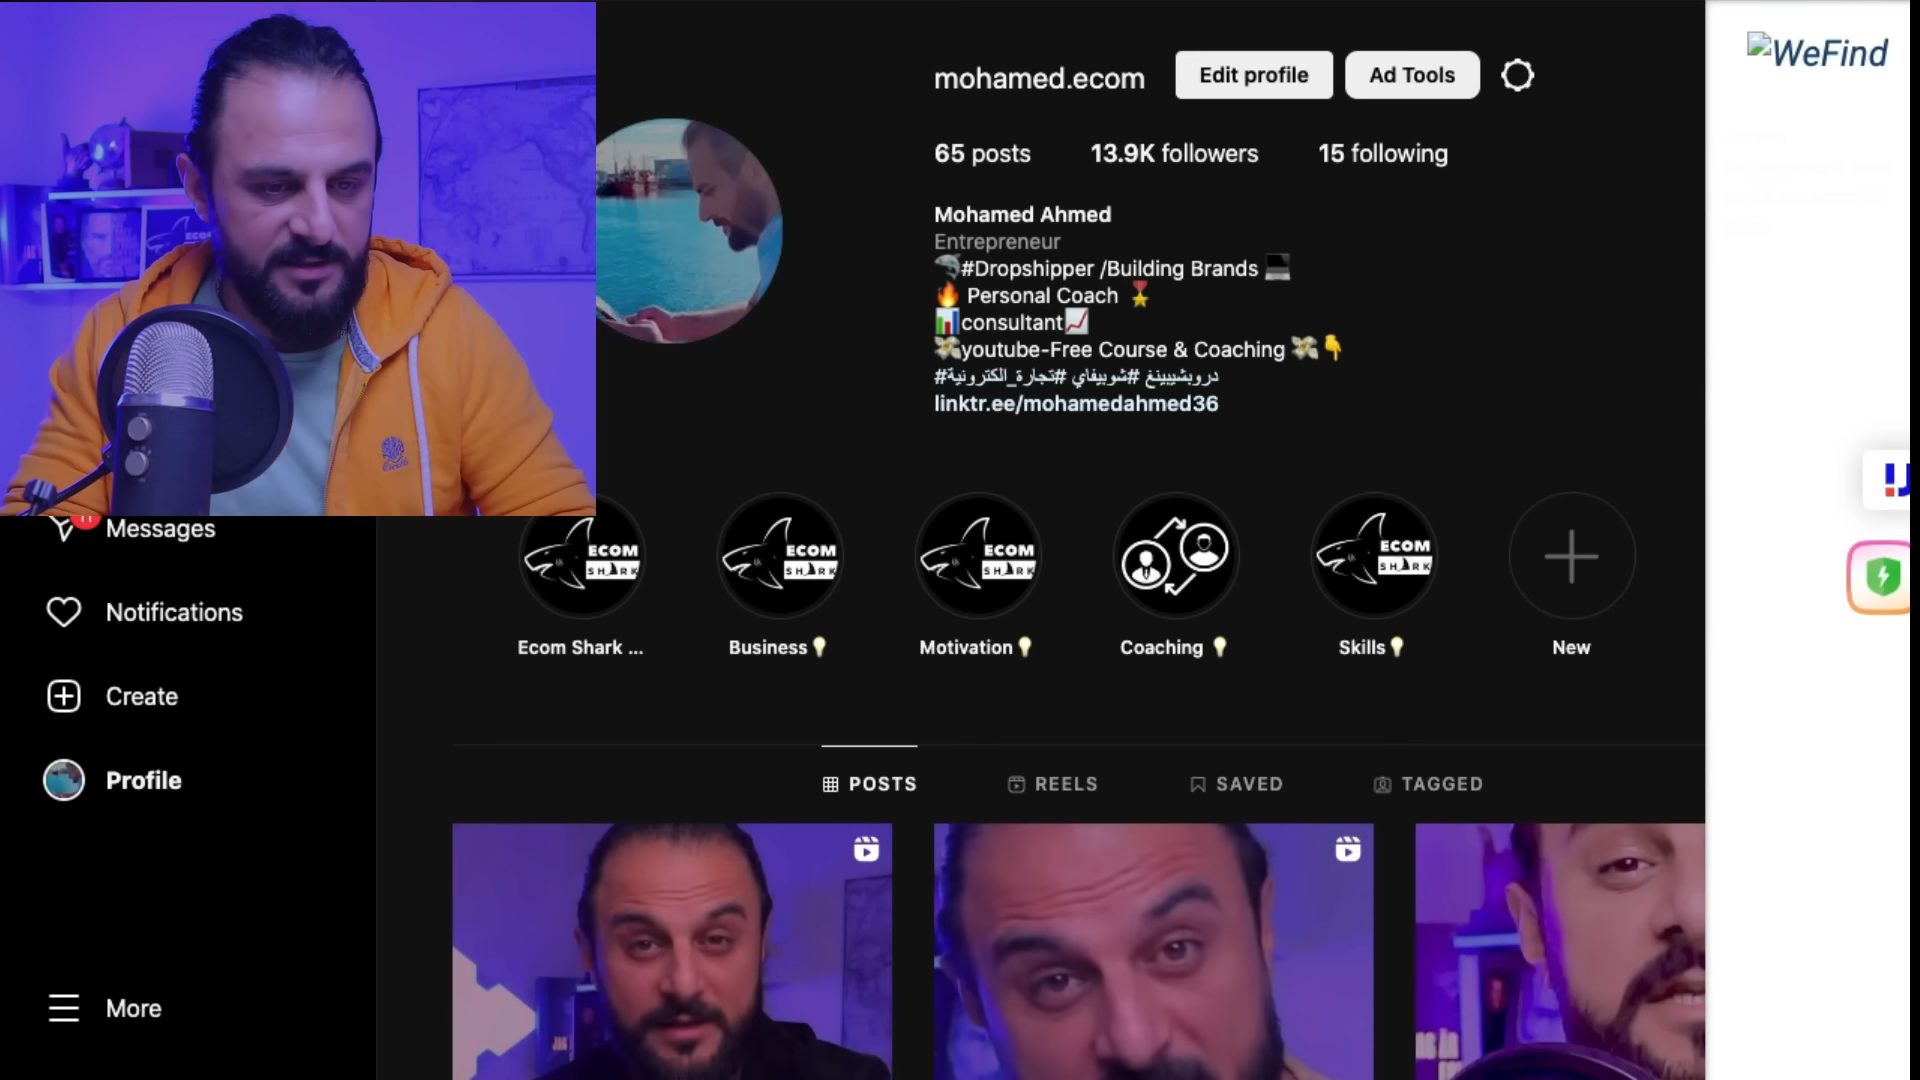 mohamed.ecom
Edit profile
Ad Tools
WeFind
65 posts
13.9K followers
15 following
Mohamed Ahmed
Entrepreneur
#Dropshipper /Building Brands
Personal Coach
consultant
youtube-Free Course & Coaching
#دروبشيبينغ #شوبيفاي #تجارة_الكترونية
linktr.ee/mohamedahmed36
ECOM
Messages
Notifications
Create
Profile
More
ECOM
SHARK
ECOM
SHARK
ECOM
SHARK
ECOM
SHARK
Ecom Shark ...
Business
Motivation
Coaching
Skills
New
POSTS
REELS
SAVED
TAGGED